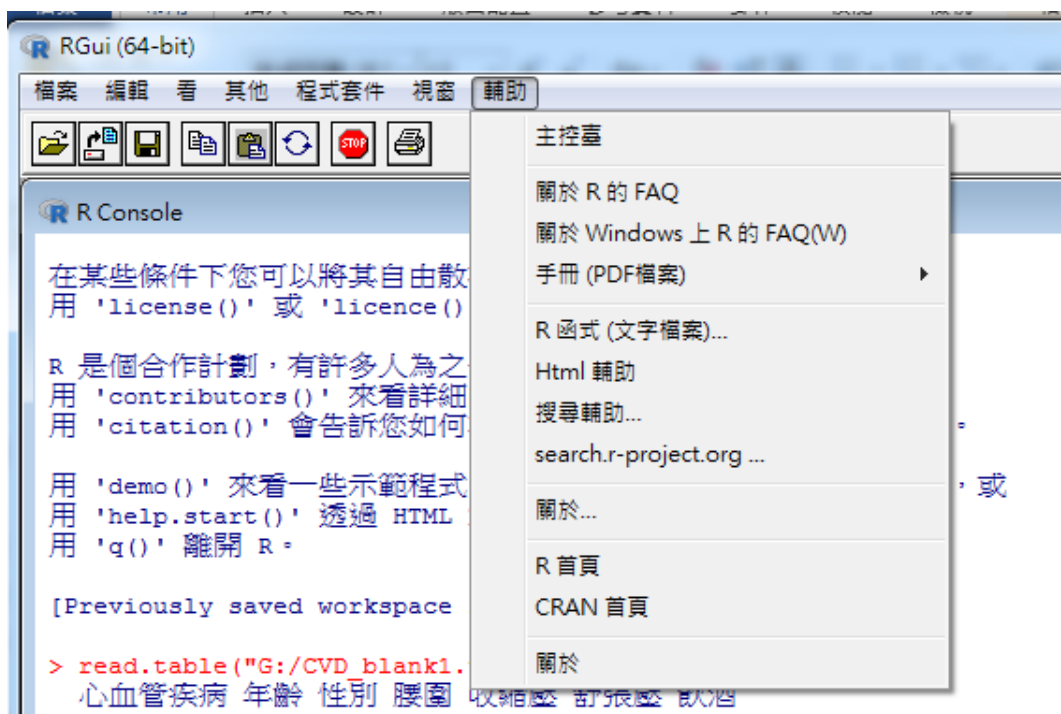 RGui (64-bit)
檔案 編輯 看 其他 程式套件 視窗 輔助
STOP
主控臺
關於 R 的 FAQ
關於 Windows 上 R 的 FAQ(W)
手冊 (PDF檔案)
R 函式 (文字檔案)...
Html 輔助
搜尋輔助...
search.r-project.org ...
關於...
R 首頁
CRAN 首頁
關於
R Console
在某些條件下您可以將其自由散
用 'license()' 或 'licence()
R 是個合作計劃，有許多人為之
用 'contributors()' 來看詳細
用 'citation()' 會告訴您如何 。
用 'demo()' 來看一些示範程式 ，或
用 'help.start()' 透過 HTML
用 'q()' 離開 R。
[Previously saved workspace
> read.table("G:/CVD_blank1.
心血管疾病 年齡 性別 腰圍 收縮壓 舒張壓 飲酒